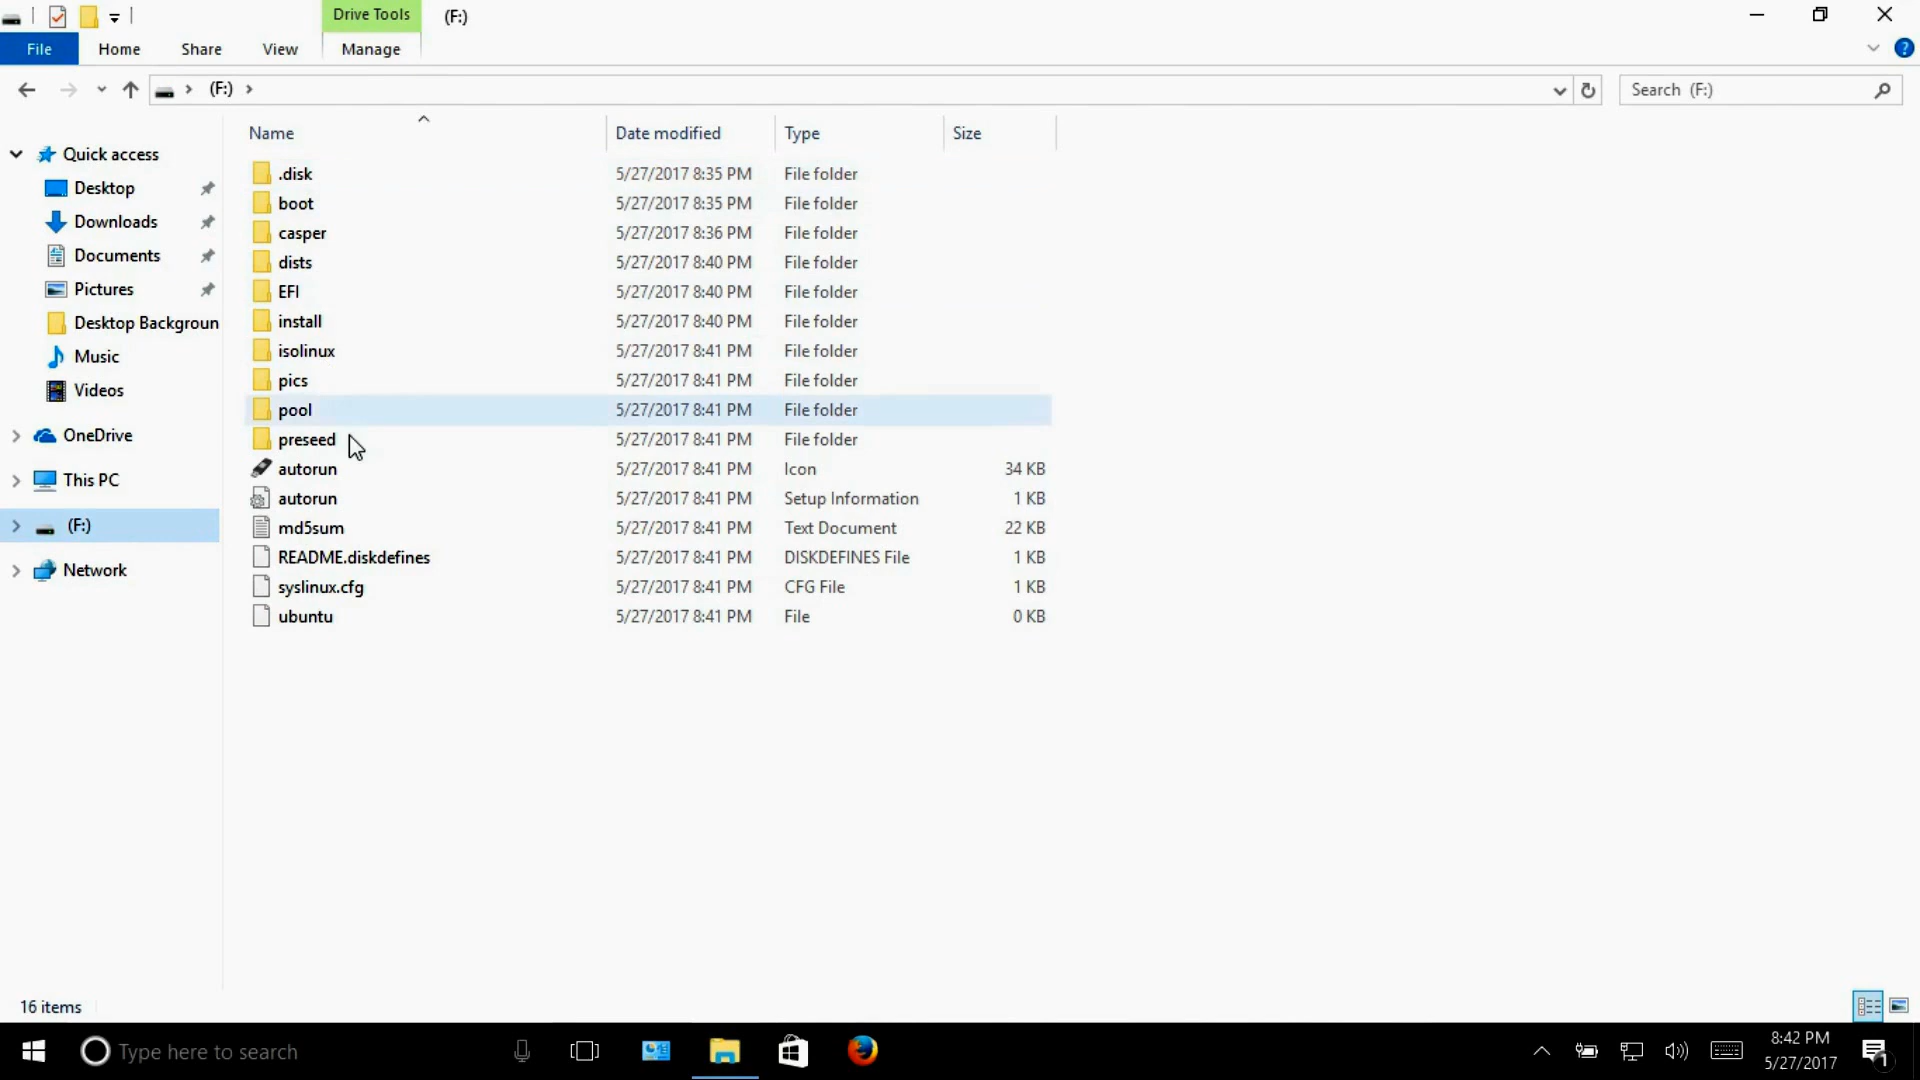 Drive Tools (F:)
File Home Share View Manage
(F:) Search (F:)
Name Date modified Type Size
Quick access
Desktop
Downloads
Documents
Pictures
Desktop Backgroun
Music
Videos
OneDrive
This PC
(F:)
Network
.disk 5/27/2017 8:35 PM File folder
boot 5/27/2017 8:35 PM File folder
casper 5/27/2017 8:36 PM File folder
dists 5/27/2017 8:40 PM File folder
EFI 5/27/2017 8:40 PM File folder
install 5/27/2017 8:40 PM File folder
isolinux 5/27/2017 8:41 PM File folder
pics 5/27/2017 8:41 PM File folder
pool 5/27/2017 8:41 PM File folder
preseed 5/27/2017 8:41 PM File folder
autorun 5/27/2017 8:41 PM Icon 34 KB
autorun 5/27/2017 8:41 PM Setup Information 1 KB
md5sum 5/27/2017 8:41 PM Text Document 22 KB
README.diskdefines 5/27/2017 8:41 PM DISKDEFINES File 1 KB
syslinux.cfg 5/27/2017 8:41 PM CFG File 1 KB
ubuntu 5/27/2017 8:41 PM File 0 KB
16 items
Type here to search
8:42 PM
5/27/2017
1